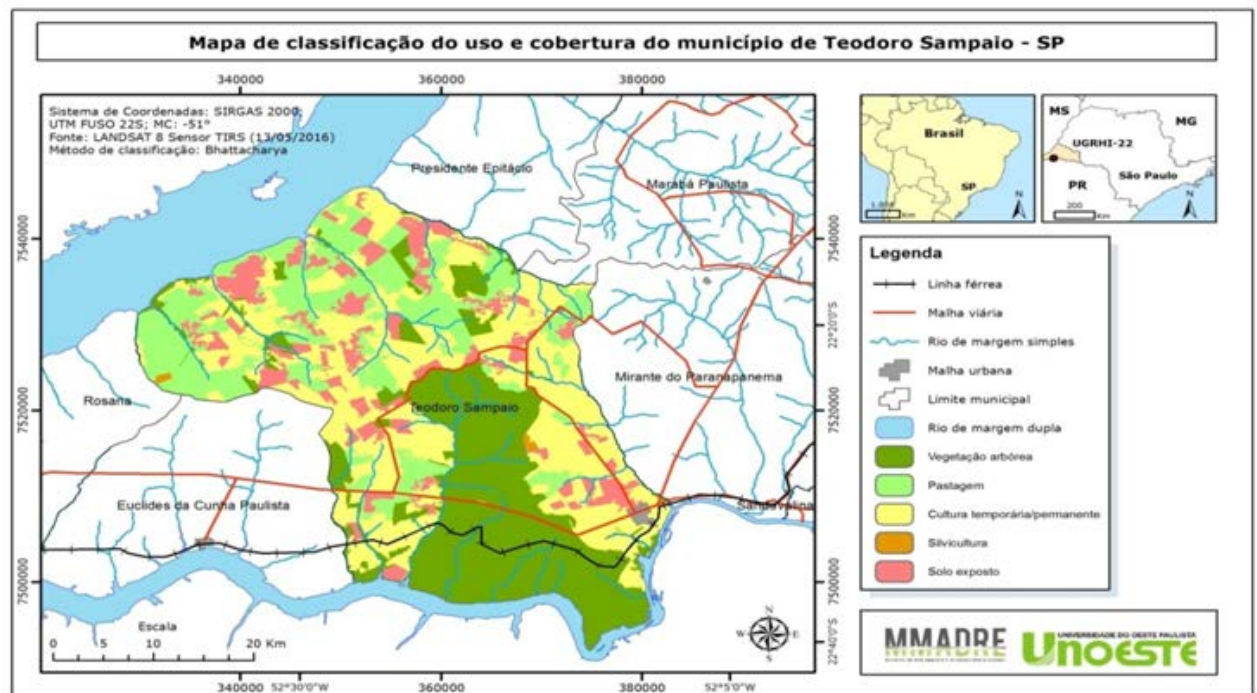 Mapa de classificação do uso e cobertura do município de Teodoro Sampaio - SP
340000 360000 380000
Sistema de Coordenadas: SIRGAS 2000;
UTM FUSO 22S; MC: -51°
Fonte: LANDSAT 8 Sensor TIRS (13/05/2016)
Método de classificação: Bhattacharya
Presidente Epitácio
Marabá Paulista
Mirante do Paranapanema
Rosana
Teodoro Sampaio
Euclides da Cunha Paulista
Sandovalina
7540000
7520000
7500000
7540000
22°20'0"S
7520000
7500000
22°40'0"S
Escala
0 5 10 20 Km
N
W E
S
340000 52°30'0"W 360000 380000 52°5'0"W
Brasil
SP
N
Km
MS
MG
UGRHI-22
São Paulo
PR
200
Km
N
Legenda
Linha férrea
Malha viária
Rio de margem simples
Malha urbana
Limite municipal
Rio de margem dupla
Vegetação arbórea
Pastagem
Cultura temporária/permanente
Silvicultura
Solo exposto
MMADRE
UNIVERSIDADE DO OESTE PAULISTA
UNOESTE